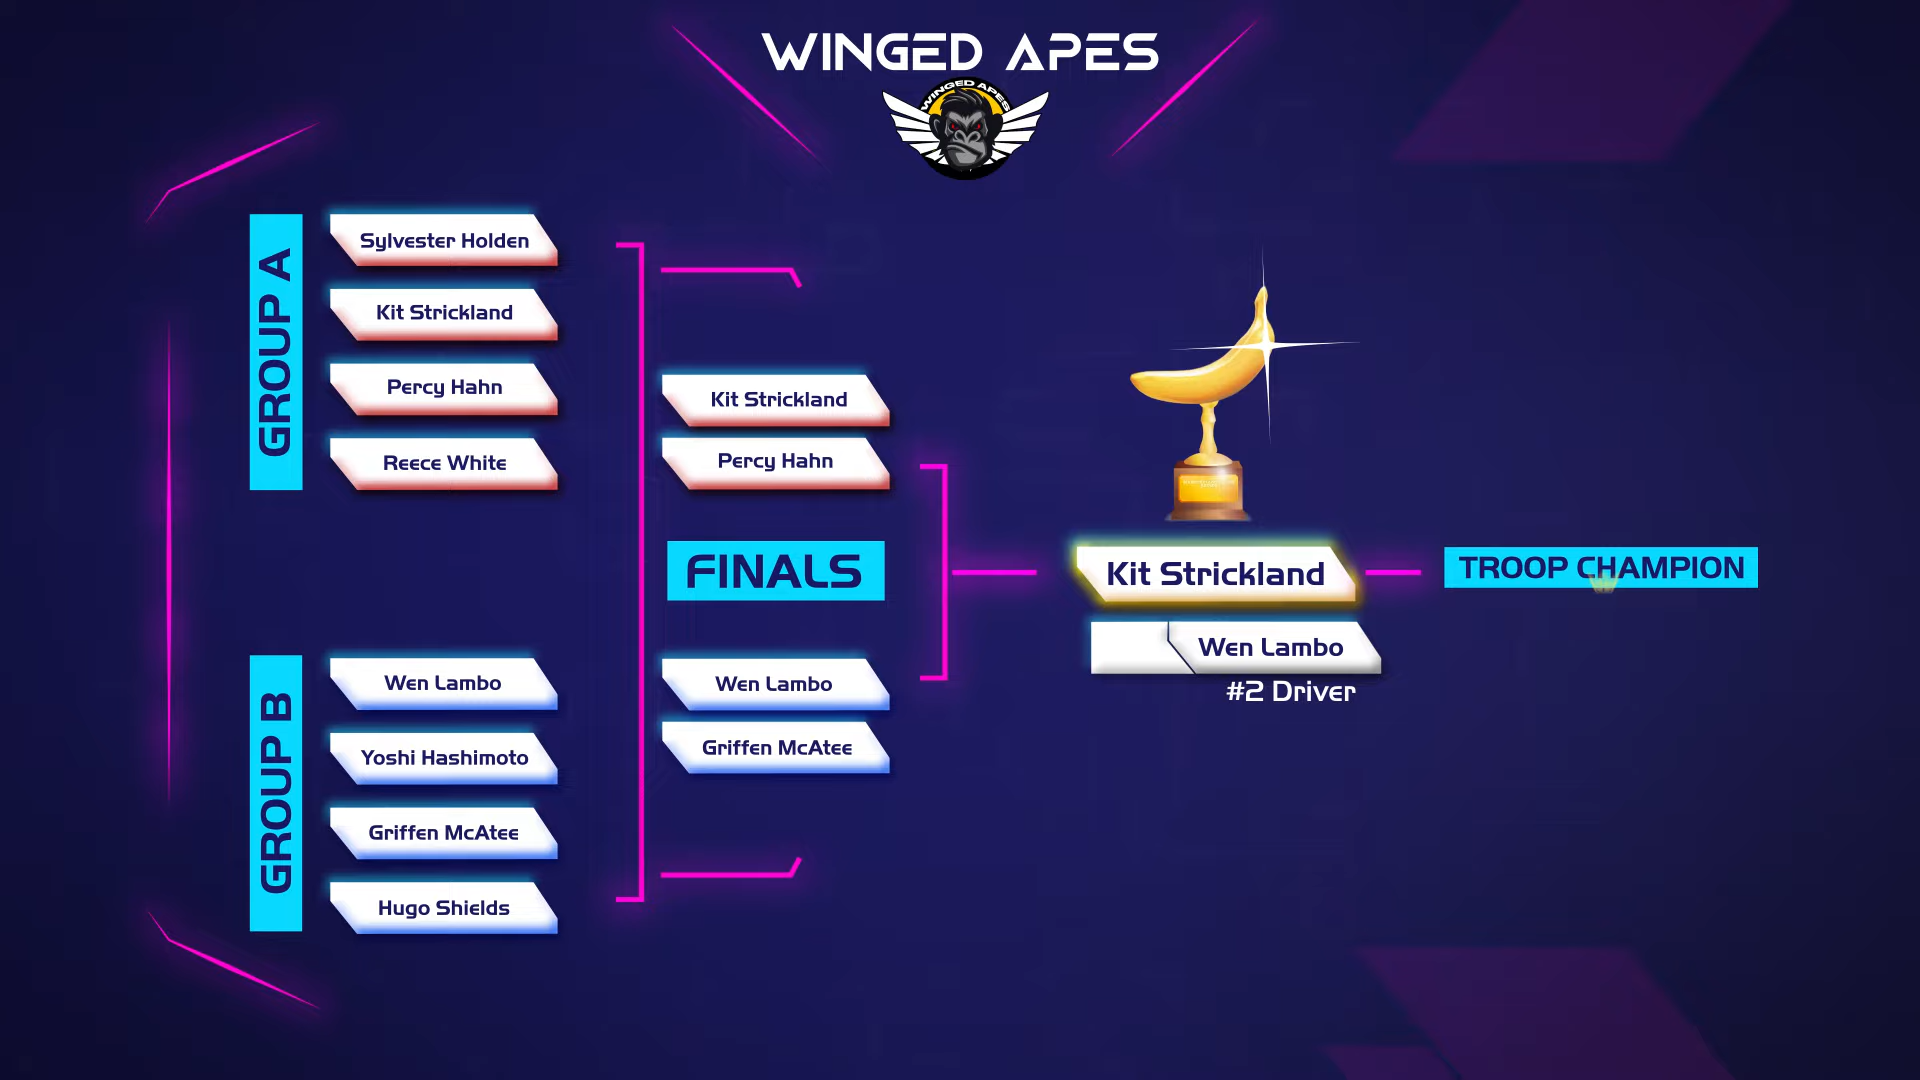 WINGED APES
WINGED APES
GROUP A
Sylvester Holden
Kit Strickland
Percy Hahn
Reece White
GROUP B
Wen Lambo
Yoshi Hashimoto
Griffen McAtee
Hugo Shields
Kit Strickland
Percy Hahn
FINALS
Wen Lambo
Griffen McAtee
Kit Strickland
Wen Lambo
#2 Driver
TROOP CHAMPION